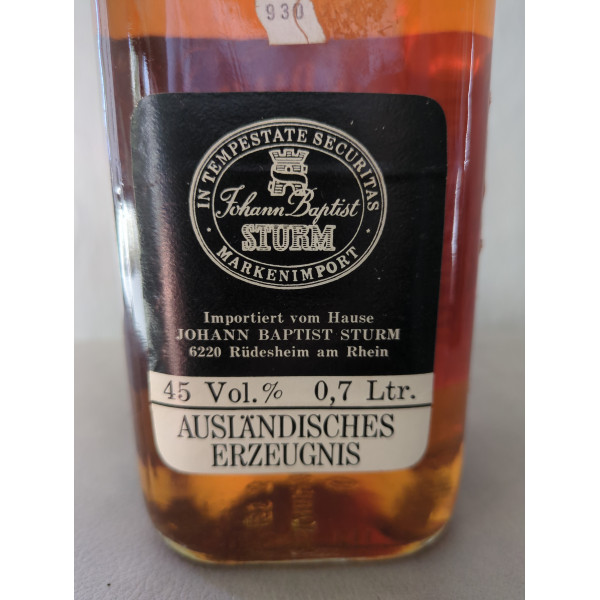 930
IN TEMPESTATE SECURITAS
Johann Baptist
STURM
· MARKENIMPORT ·
Importiert vom Hause
JOHANN BAPTIST STURM
6220 Rüdesheim am Rhein
45 Vol.% 0,7 Ltr.
AUSLÄNDISCHES
ERZEUGNIS